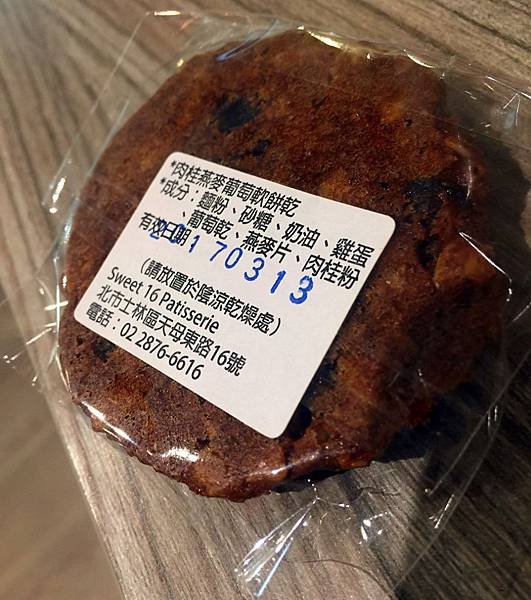 *肉桂燕麥葡萄軟餅乾
*成分：麵粉、砂糖、奶油、雞蛋
、葡萄乾、燕麥片、肉桂粉
有效日期
20170313
（請放置於陰涼乾燥處）
Sweet 16 Patisserie
北市士林區天母東路16號
電話：02 2876-6616